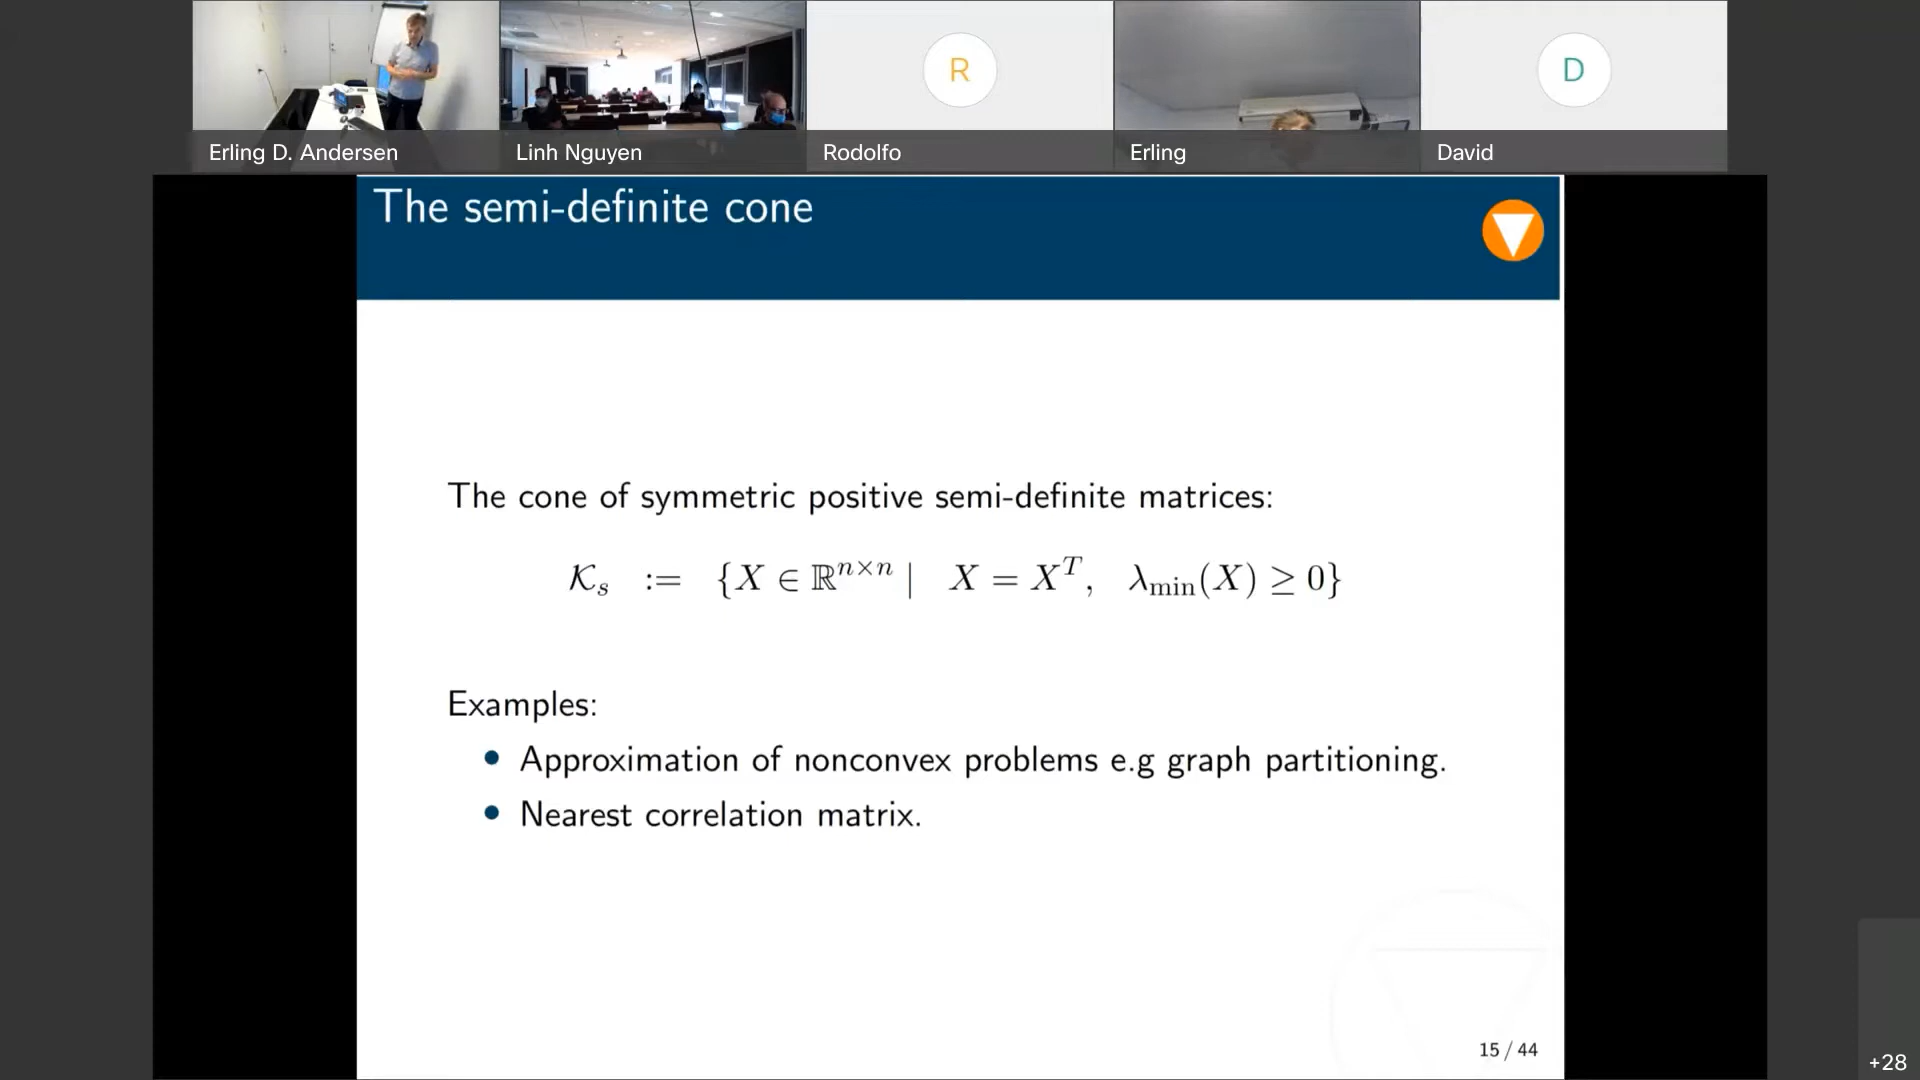 R
D
Erling D. Andersen
Linh Nguyen
Rodolfo
Erling
David
The semi-definite cone
The cone of symmetric positive semi-definite matrices:
𝒦ₛ := {X ∈ ℝⁿˣⁿ | X = Xᵀ, λ_min(X) ≥ 0}
Examples:
• Approximation of nonconvex problems e.g graph partitioning.
• Nearest correlation matrix.
15 / 44
+28